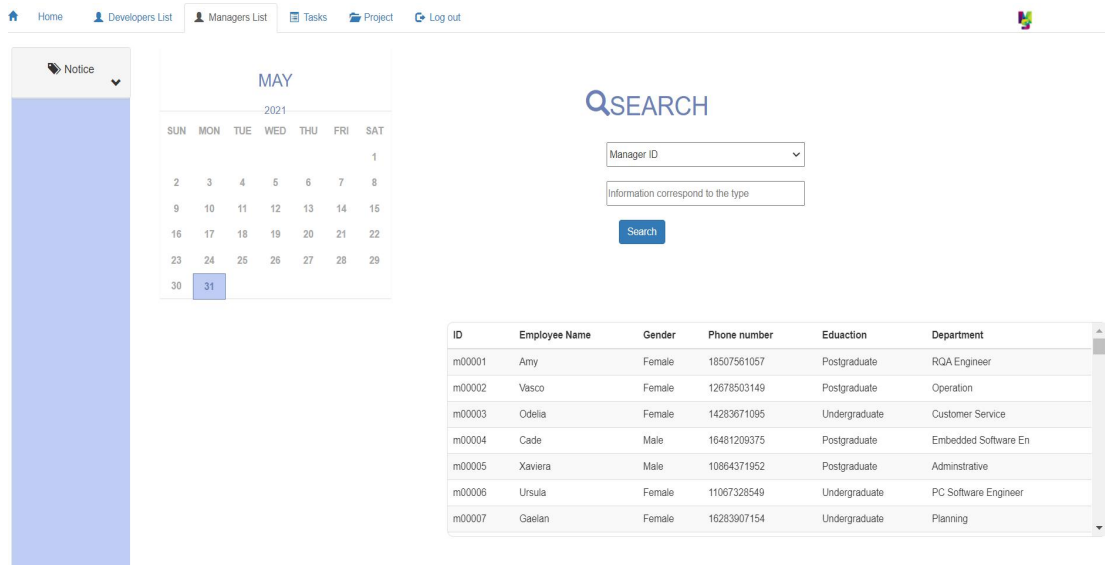 Home Developers List Managers List Tasks Project Log out
Notice
MAY
2021
SUN MON TUE WED THU FRI SAT
1
2 3 4 5 6 7 8
9 10 11 12 13 14 15
16 17 18 19 20 21 22
23 24 25 26 27 28 29
30 31
SEARCH
Manager ID
Information correspond to the type
Search
ID Employee Name Gender Phone number Eduaction Department
m00001 Amy Female 18507561057 Postgraduate RQA Engineer
m00002 Vasco Female 12678503149 Postgraduate Operation
m00003 Odelia Female 14283671095 Undergraduate Customer Service
m00004 Cade Male 16481209375 Postgraduate Embedded Software En
m00005 Xaviera Male 10864371952 Postgraduate Adminstrative
m00006 Ursula Female 11067328549 Undergraduate PC Software Engineer
m00007 Gaelan Female 16283907154 Undergraduate Planning